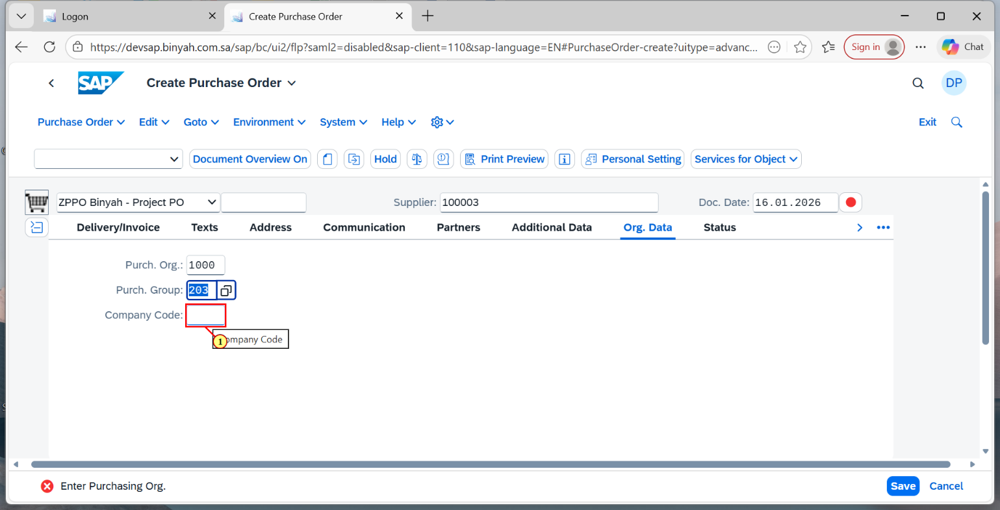 Logon
Create Purchase Order
https://devsap.binyah.com.sa/sap/bc/ui2/flp?saml2=disabled&sap-client=110&sap-language=EN#PurchaseOrder-create?uitype=advanc...
Sign in
Chat
SAP
Create Purchase Order
DP
Purchase Order
Edit
Goto
Environment
System
Help
Exit
Document Overview On
Hold
Print Preview
Personal Setting
Services for Object
ZPPO Binyah - Project PO
Supplier: 100003
Doc. Date: 16.01.2026
Delivery/Invoice
Texts
Address
Communication
Partners
Additional Data
Org. Data
Status
Purch. Org.: 1000
Purch. Group: 203
Company Code:
1
ompany Code
Enter Purchasing Org.
Save
Cancel